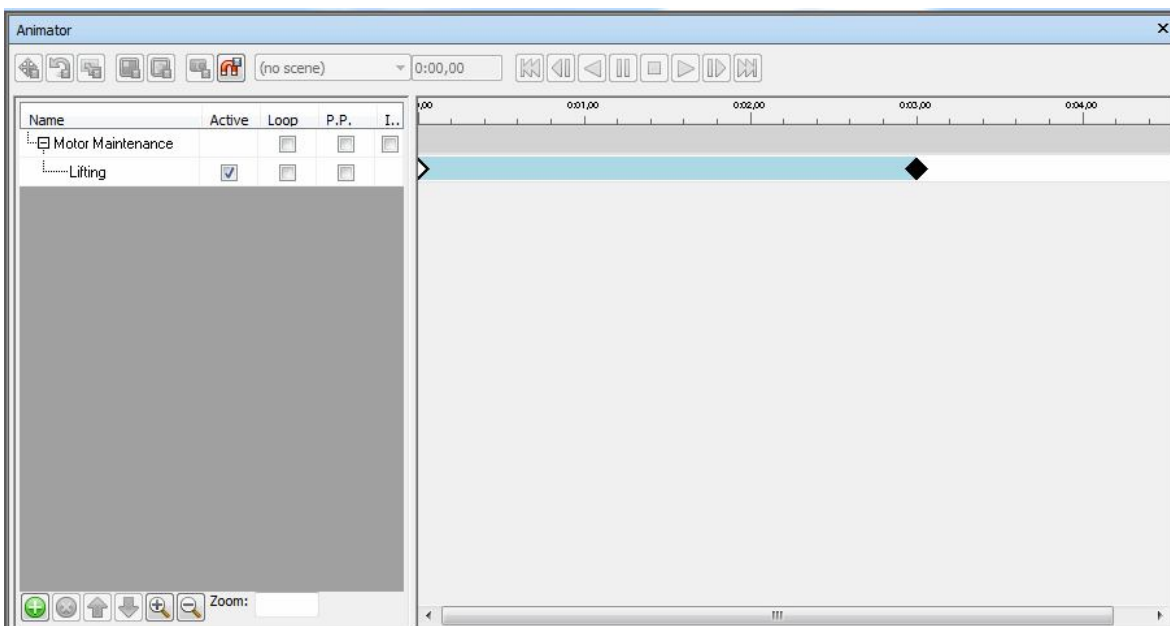 Animator
(no scene) 0:00,00
Name Active Loop P.P. I..
,00 0:01,00 0:02,00 0:03,00 0:04,00
Motor Maintenance
Lifting
Zoom: